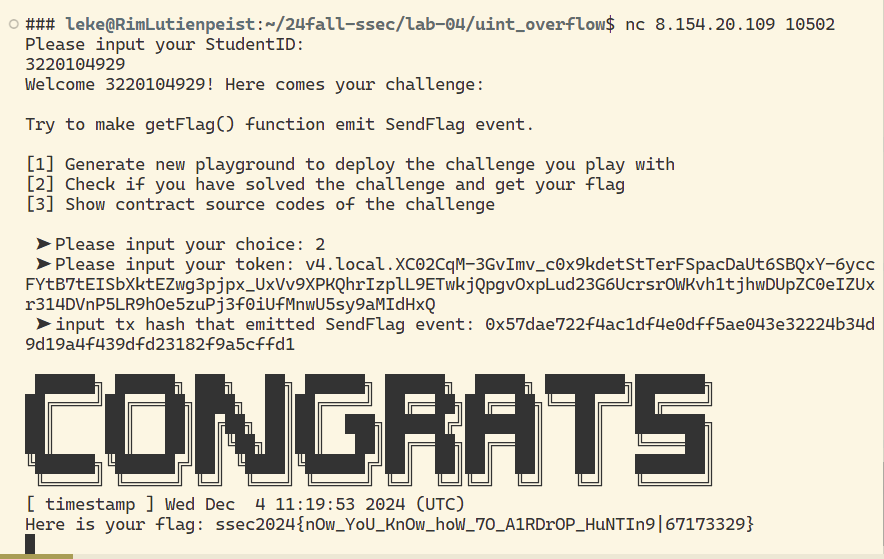 ### leke@RimLutienpeist:~/24fall-ssec/lab-04/uint_overflow$ nc 8.154.20.109 10502
Please input your StudentID:
3220104929
Welcome 3220104929! Here comes your challenge:
Try to make getFlag() function emit SendFlag event.
[1] Generate new playground to deploy the challenge you play with
[2] Check if you have solved the challenge and get your flag
[3] Show contract source codes of the challenge
➤Please input your choice: 2
➤Please input your token: v4.local.XC02CqM-3GvImv_c0x9kdetStTerFSpacDaUt6SBQxY-6ycc
FYtB7tEISbXktEZwg3pjpx_UxVv9XPKQhrIzplL9ETwkjQpgvOxpLud23G6UcrsrOWKvh1tjhwDUpZC0eIZUx
r314DVnP5LR9hOe5zuPj3f0iUfMnwU5sy9aMIdHxQ
➤input tx hash that emitted SendFlag event: 0x57dae722f4ac1df4e0dff5ae043e32224b34d
9d19a4f439dfd23182f9a5cffd1
CONGRATS
[ timestamp ] Wed Dec  4 11:19:53 2024 (UTC)
Here is your flag: ssec2024{nOw_YoU_KnOw_hoW_7O_A1RDrOP_HuNTIn9|67173329}